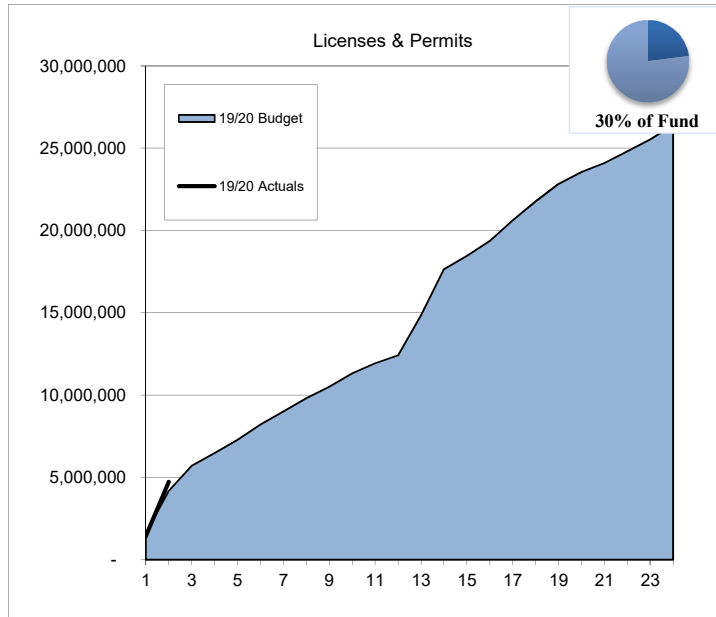 Licenses & Permits
30% of Fund
30,000,000
25,000,000
20,000,000
15,000,000
10,000,000
5,000,000
-
19/20 Budget
19/20 Actuals
1 3 5 7 9 11 13 15 17 19 21 23